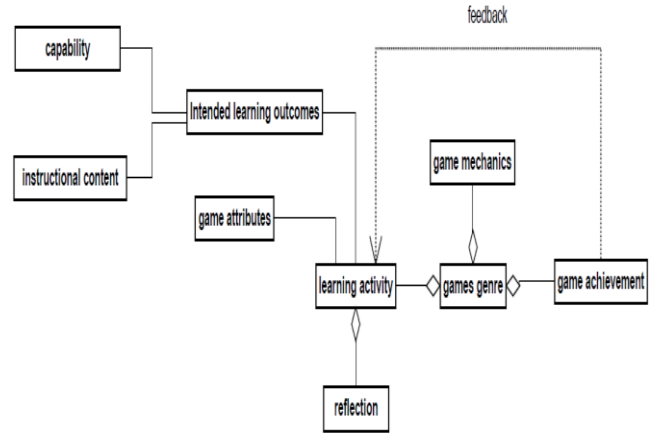 feedback
capability
Intended learning outcomes
game mechanics
instructional content
game attributes
learning activity
games genre
game achievement
reflection